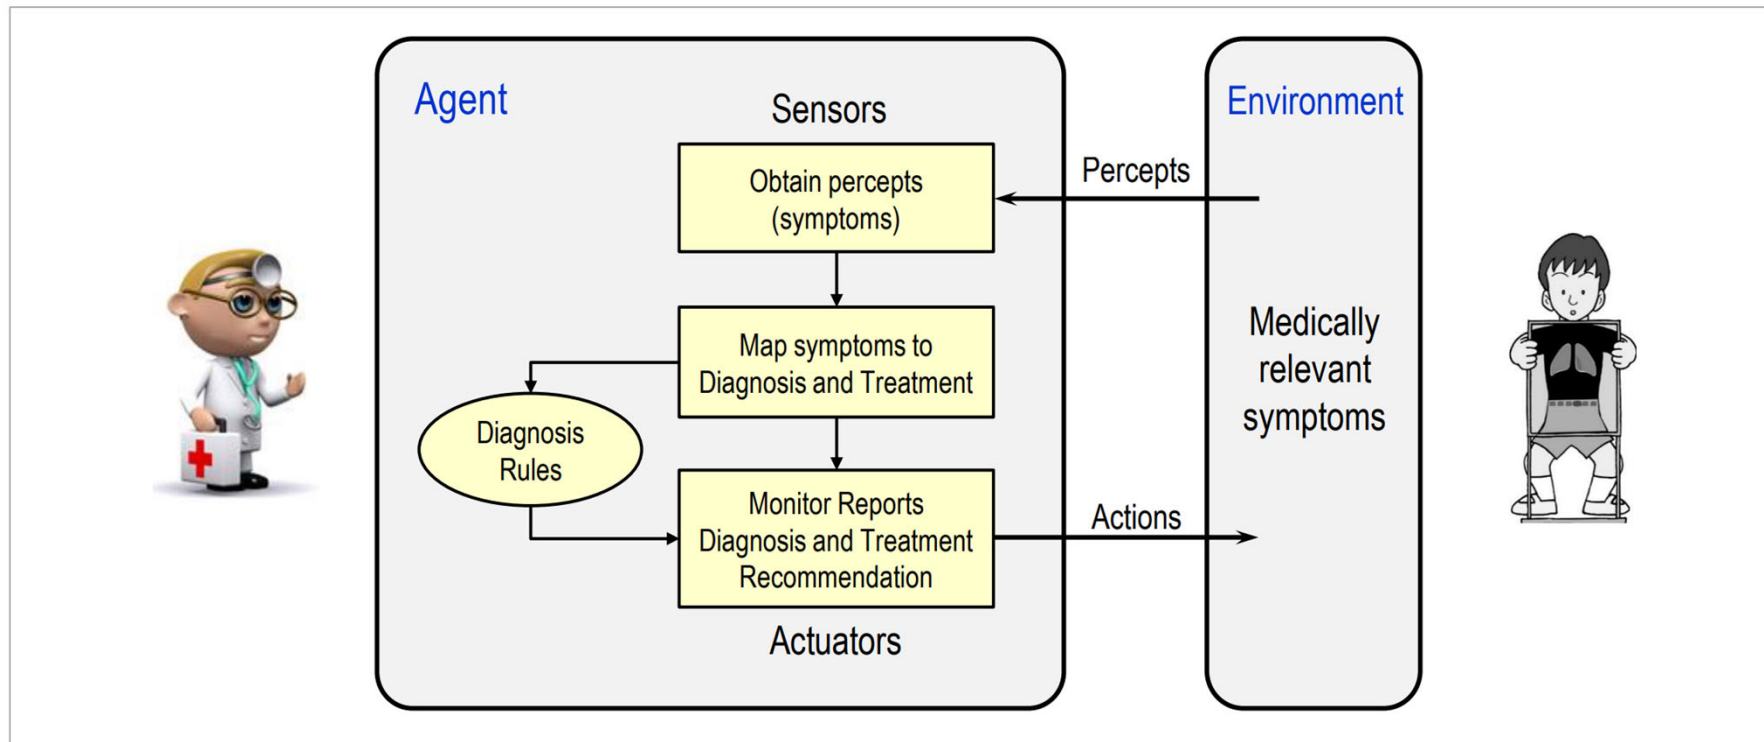 Agent
Sensors
Obtain percepts
(symptoms)
Map symptoms to
Diagnosis and Treatment
Diagnosis
Rules
Monitor Reports
Diagnosis and Treatment
Recommendation
Actuators
Percepts
Actions
Environment
Medically
relevant
symptoms